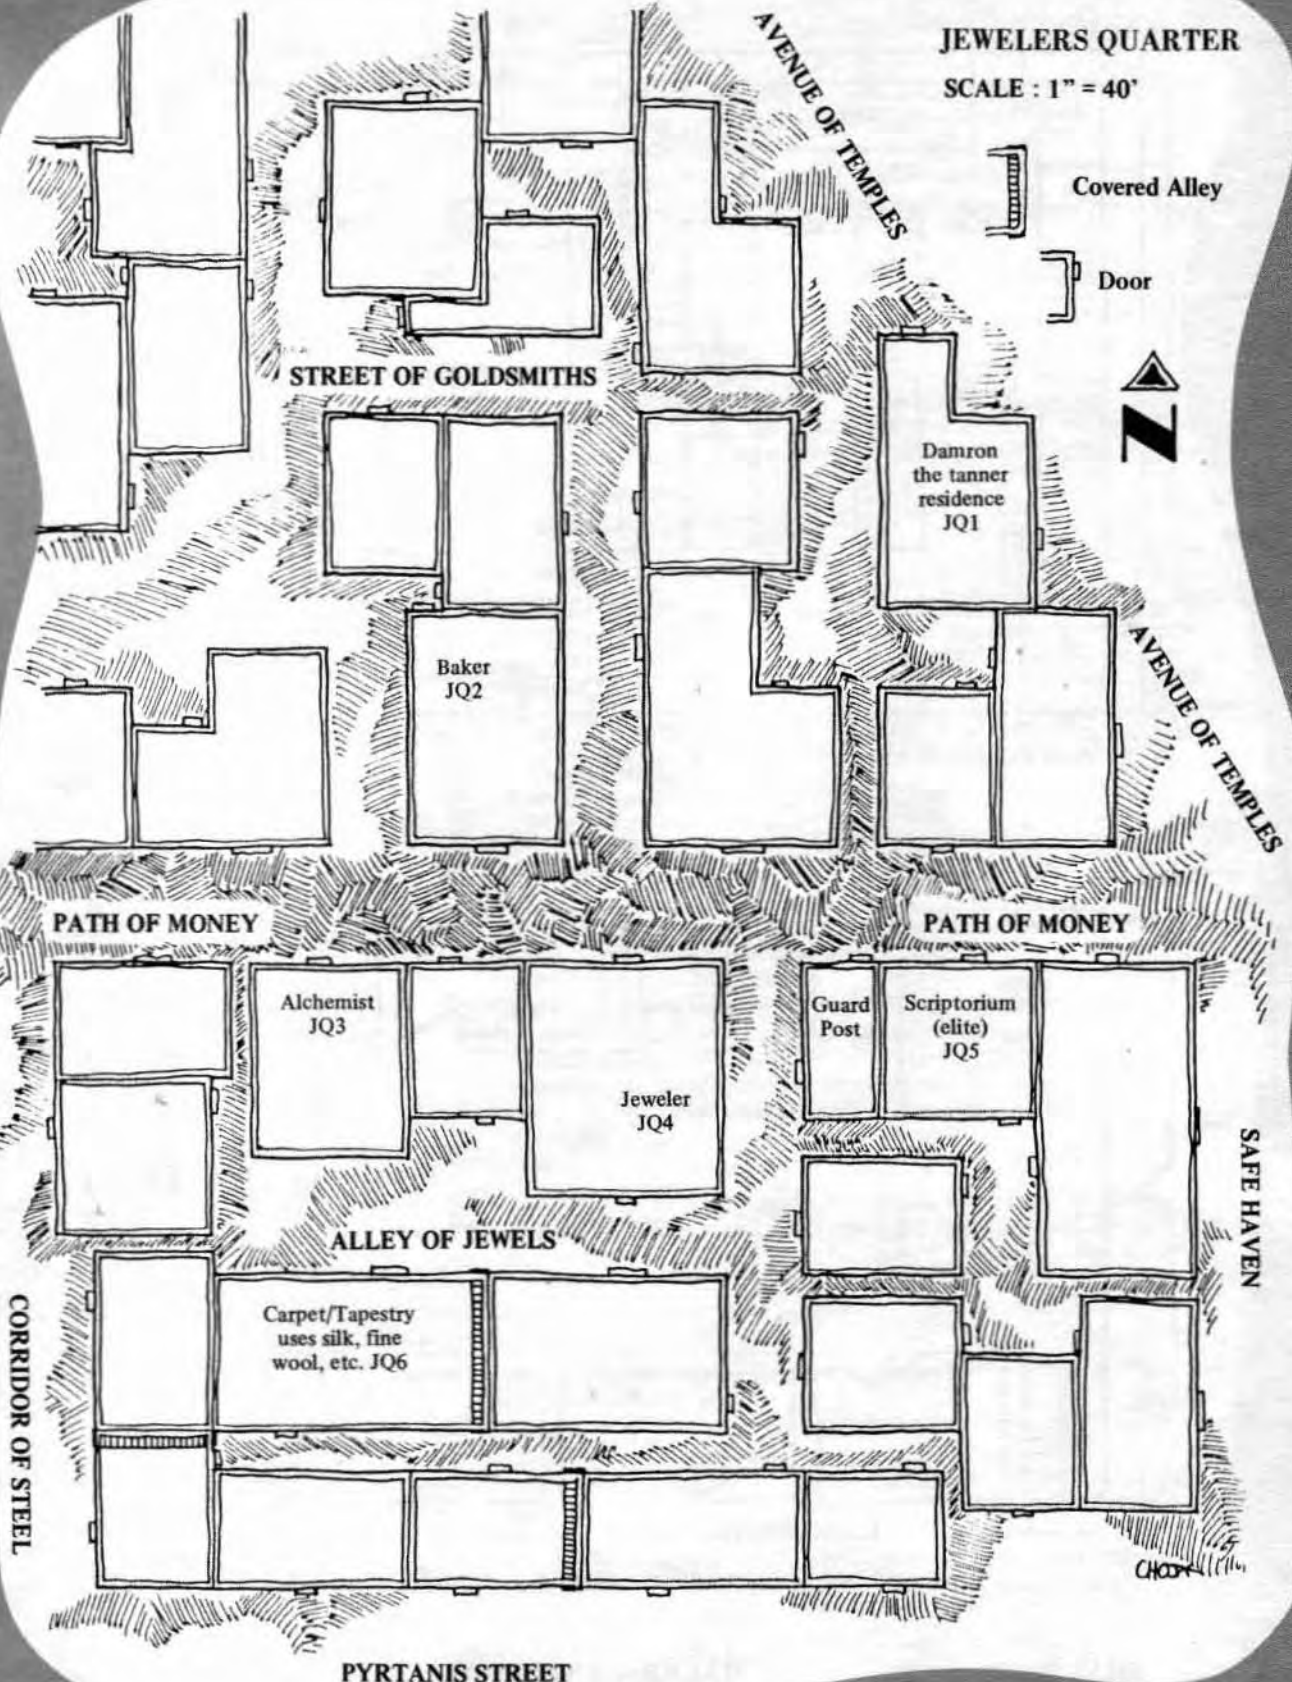 JEWELERS QUARTER
SCALE : 1” = 40’
AVENUE OF TEMPLES
Covered Alley
Door
N
STREET OF GOLDSMITHS
Damron
the tanner
residence
JQ1
Baker
JQ2
AVENUE OF TEMPLES
PATH OF MONEY
PATH OF MONEY
Alchemist
JQ3
Guard
Post
Scriptorium
(elite)
JQ5
Jeweler
JQ4
SAFE HAVEN
ALLEY OF JEWELS
Carpet/Tapestry
uses silk, fine
wool, etc. JQ6
CORRIDOR OF STEEL
PYRTANIS STREET